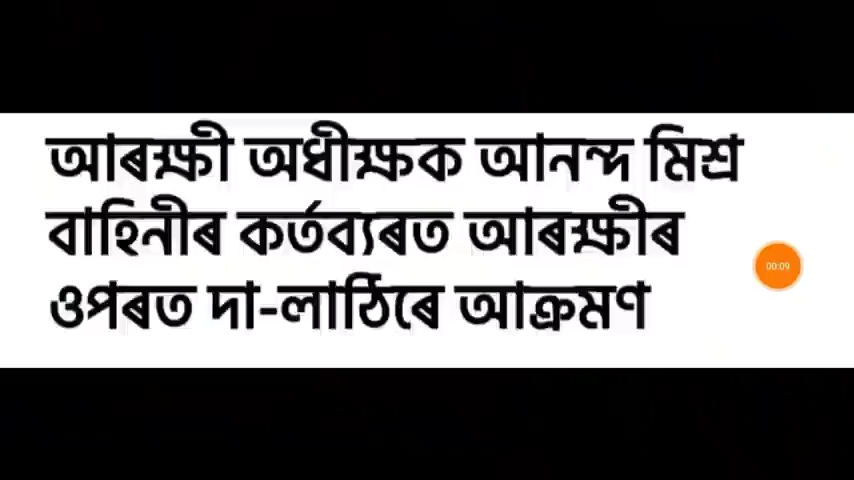 আৰক্ষী অধীক্ষক আনন্দ মিশ্ৰ
বাহিনীৰ কৰ্তব্যৰত আৰক্ষীৰ
ওপৰত দা-লাঠিৰে আক্ৰমণ
00:09